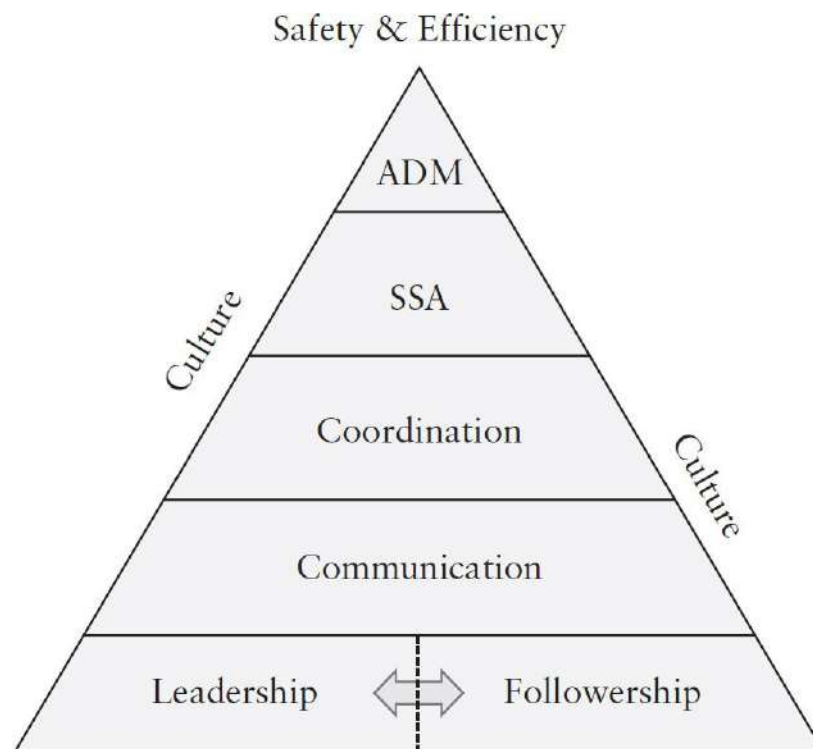 Safety & Efficiency
ADM
SSA
Culture
Coordination
Culture
Communication
Leadership
Followership